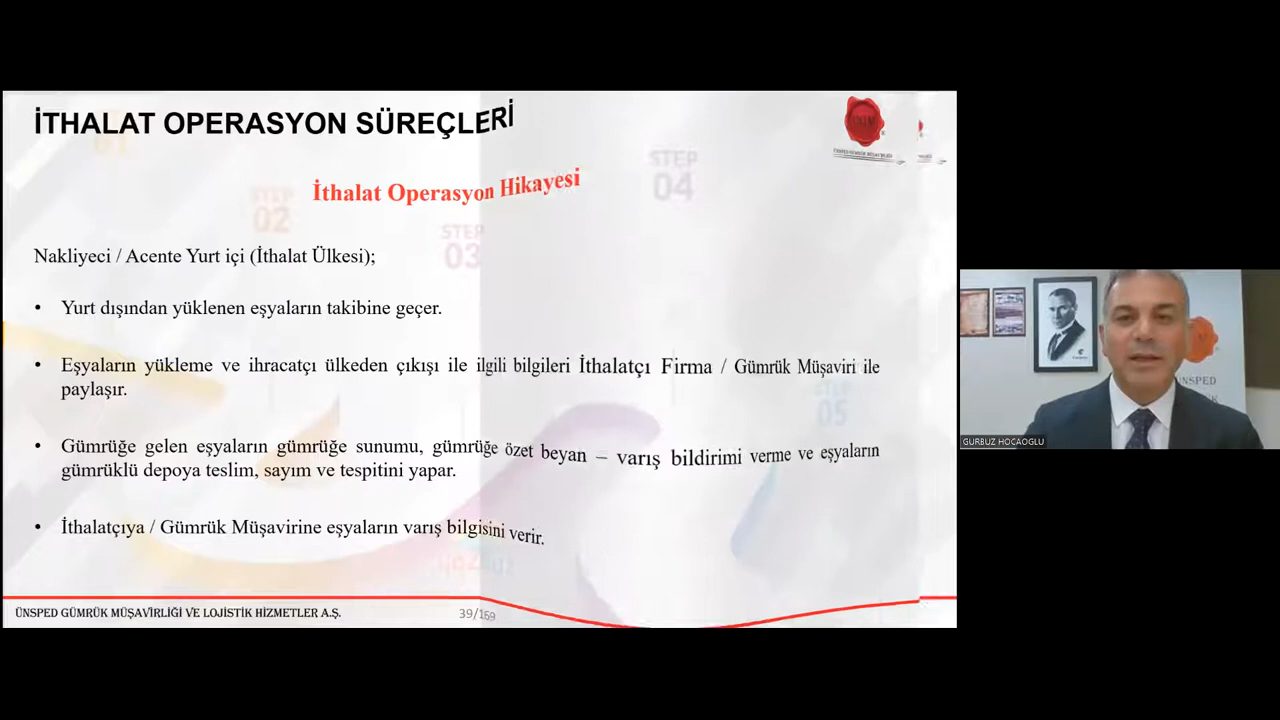 İTHALAT OPERASYON SÜREÇLERİ
STEP
04
İthalat Operasyon Hikayesi
STEP
02
STEP
03
Nakliyeci / Acente Yurt içi (İthalat Ülkesi);
• Yurt dışından yüklenen eşyaların takibine geçer.
• Eşyaların yükleme ve ihracatçı ülkeden çıkışı ile ilgili bilgileri İthalatçı Firma / Gümrük Müşaviri ile
paylaşır.
05
• Gümrüğe gelen eşyaların gümrüğe sunumu, gümrüğe özet beyan – varış bildirimi verme ve eşyaların
gümrüklü depoya teslim, sayım ve tespitini yapar.
• İthalatçıya / Gümrük Müşavirine eşyaların varış bilgisini verir.
ÜNSPED GÜMRÜK MÜŞAVİRLİĞİ VE LOJİSTİK HİZMETLER A.Ş.
39/169
ÜNSPED
GURBUZ HOCAOGLU